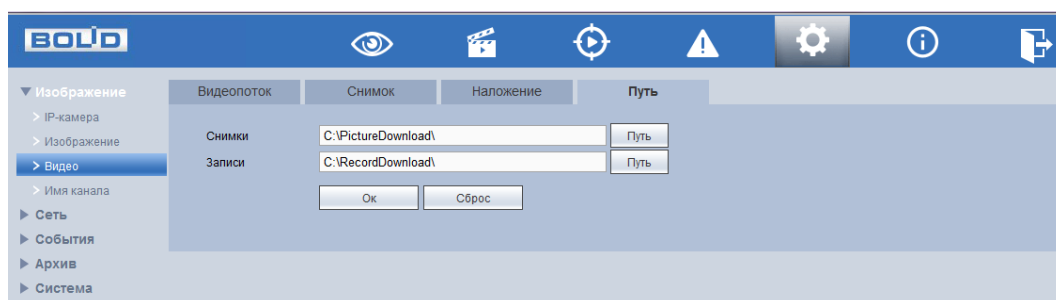 BOLID
Изображение
Видеопоток Снимок Наложение Путь
> IP-камера
> Изображение
> Видео
> Имя канала
Снимки C:\PictureDownload\ Путь
Записи C:\RecordDownload\ Путь
Ок Сброс
Сеть
События
Архив
Система